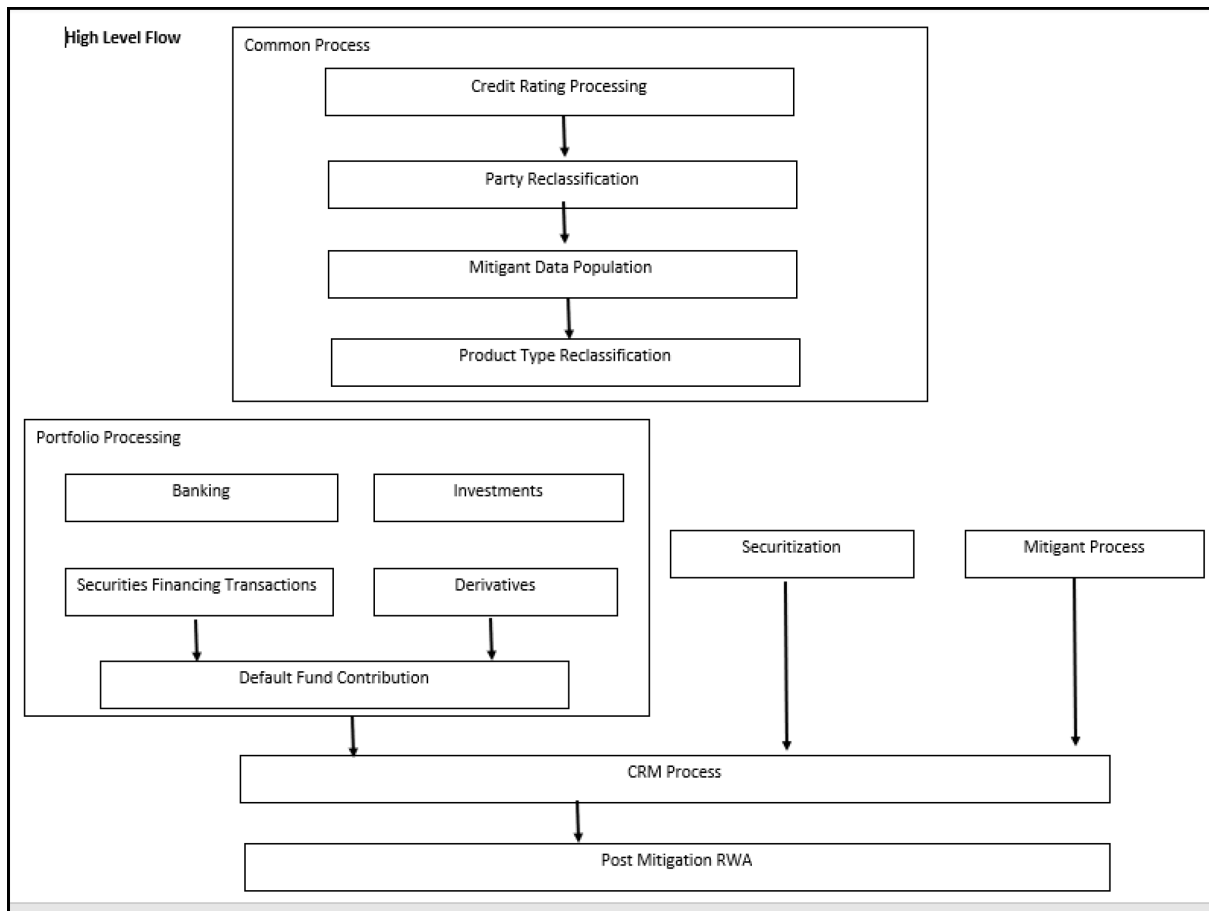 High Level Flow
Common Process
Credit Rating Processing
Party Reclassification
Mitigant Data Population
Product Type Reclassification
Portfolio Processing
Banking
Investments
Securitization
Mitigant Process
Securities Financing Transactions
Derivatives
Default Fund Contribution
CRM Process
Post Mitigation RWA